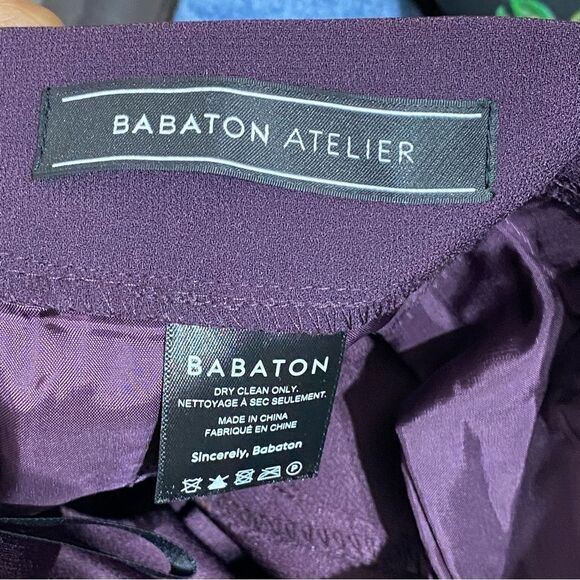 BABATON ATELIER
BABATON
DRY CLEAN ONLY.
NETTOYAGE À SEC SEULEMENT.
MADE IN CHINA
FABRIQUÉ EN CHINE
Sincerely, Babaton
P